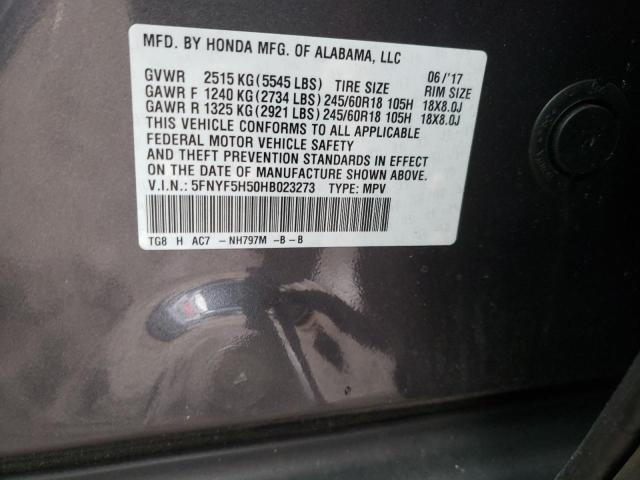 MFD. BY HONDA MFG. OF ALABAMA, LLC
GVWR 2515 KG(5545 LBS) TIRE SIZE 06/'17 RIM SIZE
GAWR F 1240 KG(2734 LBS)245/60R18 105H 18X8.0J
GAWR R 1325 KG(2921 LBS)245/60R18 105H 18X8.0J
THIS VEHICLE CONFORMS TO ALL APPLICABLE
FEDERAL MOTOR VEHICLE SAFETY
AND THEFT PREVENTION STANDARDS IN EFFECT
ON THE DATE OF MANUFACTURE SHOWN ABOVE.
V.I.N.: 5FNYF5H50HB023273 TYPE: MPV
TG8 H AC7 -NH797M -B-B